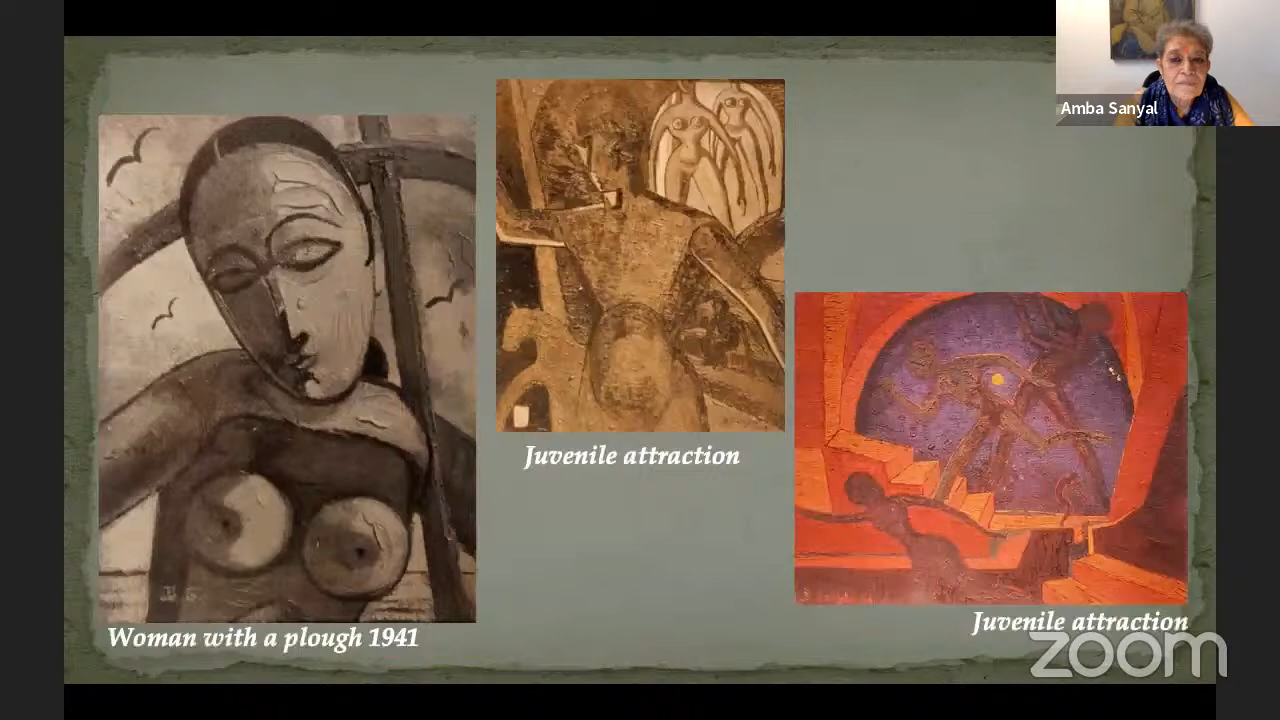 Amba Sanyal
Juvenile attraction
Juvenile attraction
Woman with a plough 1941
zoom